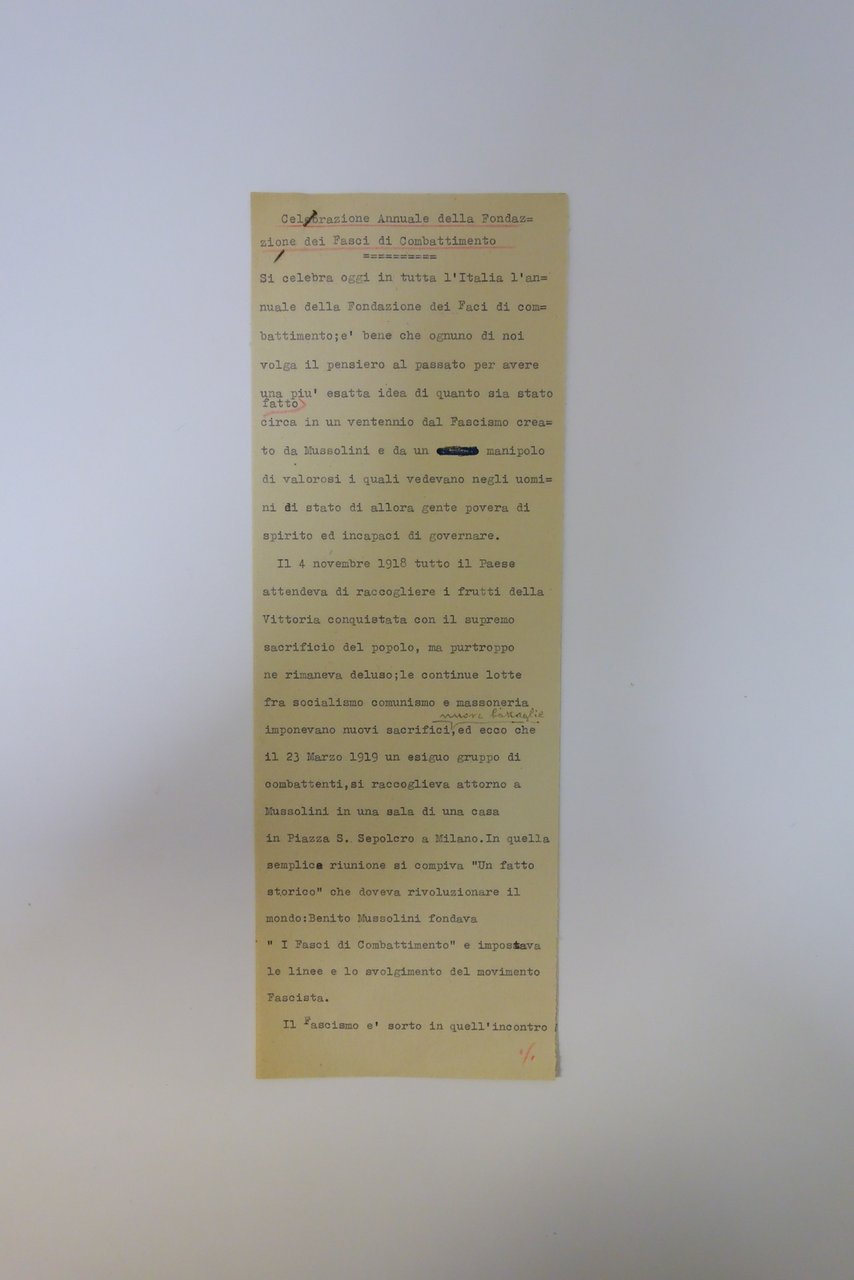 Celebrazione Annuale della Fondaz=
zione dei Fasci di Combattimento
==========
Si celebra oggi in tutta l'Italia l'an=
nuale della Fondazione dei Faci di com=
battimento;e' bene che ognuno di noi
volga il pensiero al passato per avere
una piu' esatta idea di quanto sia stato
fatto
circa in un ventennio dal Fascismo crea=
to da Mussolini e da un manipolo
di valorosi i quali vedevano negli uomi=
ni di stato di allora gente povera di
spirito ed incapaci di governare.
Il 4 novembre 1918 tutto il Paese
attendeva di raccogliere i frutti della
Vittoria conquistata con il supremo
sacrificio del popolo, ma purtroppo
ne rimaneva deluso;le continue lotte
fra socialismo comunismo e massoneria
nuove battaglie
imponevano nuovi sacrifici,ed ecco che
il 23 Marzo 1919 un esiguo gruppo di
combattenti,si raccoglieva attorno a
Mussolini in una sala di una casa
in Piazza S. Sepolcro a Milano.In quella
semplice riunione si compiva "Un fatto
storico" che doveva rivoluzionare il
mondo:Benito Mussolini fondava
" I Fasci di Combattimento" e impostava
le linee e lo svolgimento del movimento
Fascista.
Il Fascismo e' sorto in quell'incontro
./.